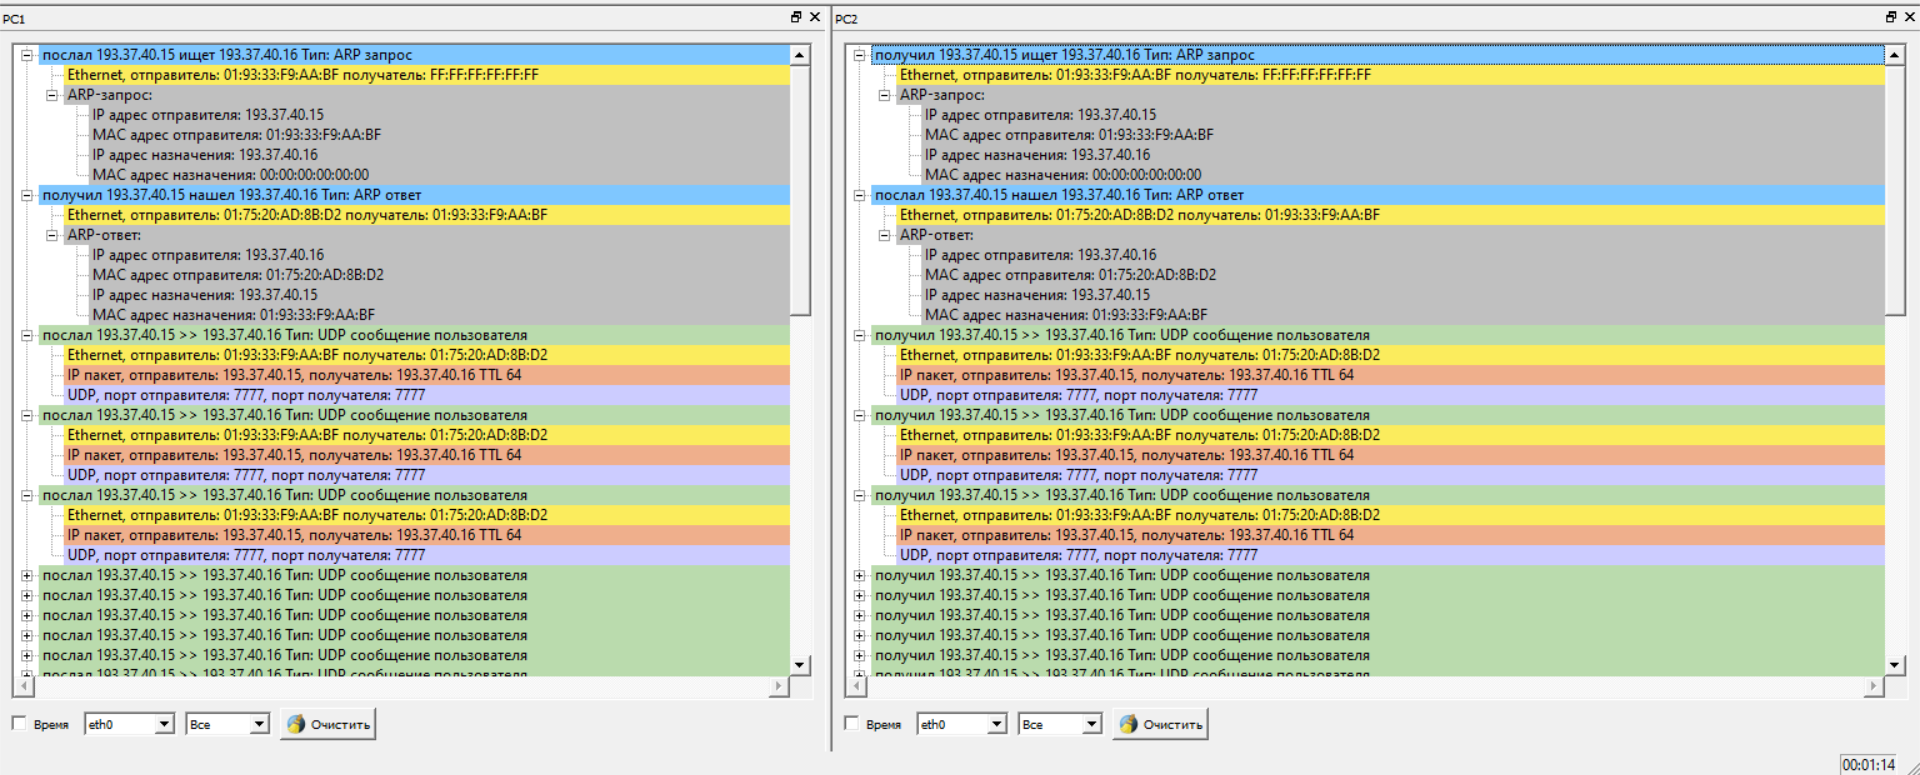 PC1
послал 193.37.40.15 ищет 193.37.40.16 Тип: ARP запрос
Ethernet, отправитель: 01:93:33:F9:AA:BF получатель: FF:FF:FF:FF:FF:FF
ARP-запрос:
IP адрес отправителя: 193.37.40.15
MAC адрес отправителя: 01:93:33:F9:AA:BF
IP адрес назначения: 193.37.40.16
MAC адрес назначения: 00:00:00:00:00:00
получил 193.37.40.15 нашел 193.37.40.16 Тип: ARP ответ
Ethernet, отправитель: 01:75:20:AD:8B:D2 получатель: 01:93:33:F9:AA:BF
ARP-ответ:
IP адрес отправителя: 193.37.40.16
MAC адрес отправителя: 01:75:20:AD:8B:D2
IP адрес назначения: 193.37.40.15
MAC адрес назначения: 01:93:33:F9:AA:BF
послал 193.37.40.15 >> 193.37.40.16 Тип: UDP сообщение пользователя
Ethernet, отправитель: 01:93:33:F9:AA:BF получатель: 01:75:20:AD:8B:D2
IP пакет, отправитель: 193.37.40.15, получатель: 193.37.40.16 TTL 64
UDP, порт отправителя: 7777, порт получателя: 7777
послал 193.37.40.15 >> 193.37.40.16 Тип: UDP сообщение пользователя
Ethernet, отправитель: 01:93:33:F9:AA:BF получатель: 01:75:20:AD:8B:D2
IP пакет, отправитель: 193.37.40.15, получатель: 193.37.40.16 TTL 64
UDP, порт отправителя: 7777, порт получателя: 7777
послал 193.37.40.15 >> 193.37.40.16 Тип: UDP сообщение пользователя
Ethernet, отправитель: 01:93:33:F9:AA:BF получатель: 01:75:20:AD:8B:D2
IP пакет, отправитель: 193.37.40.15, получатель: 193.37.40.16 TTL 64
UDP, порт отправителя: 7777, порт получателя: 7777
послал 193.37.40.15 >> 193.37.40.16 Тип: UDP сообщение пользователя
послал 193.37.40.15 >> 193.37.40.16 Тип: UDP сообщение пользователя
послал 193.37.40.15 >> 193.37.40.16 Тип: UDP сообщение пользователя
послал 193.37.40.15 >> 193.37.40.16 Тип: UDP сообщение пользователя
послал 193.37.40.15 >> 193.37.40.16 Тип: UDP сообщение пользователя
послал 193.37.40.15 >> 193.37.40.16 Тип: UDP сообщение пользователя
Время eth0 Все Очистить
PC2
получил 193.37.40.15 ищет 193.37.40.16 Тип: ARP запрос
Ethernet, отправитель: 01:93:33:F9:AA:BF получатель: FF:FF:FF:FF:FF:FF
ARP-запрос:
IP адрес отправителя: 193.37.40.15
MAC адрес отправителя: 01:93:33:F9:AA:BF
IP адрес назначения: 193.37.40.16
MAC адрес назначения: 00:00:00:00:00:00
послал 193.37.40.15 нашел 193.37.40.16 Тип: ARP ответ
Ethernet, отправитель: 01:75:20:AD:8B:D2 получатель: 01:93:33:F9:AA:BF
ARP-ответ:
IP адрес отправителя: 193.37.40.16
MAC адрес отправителя: 01:75:20:AD:8B:D2
IP адрес назначения: 193.37.40.15
MAC адрес назначения: 01:93:33:F9:AA:BF
получил 193.37.40.15 >> 193.37.40.16 Тип: UDP сообщение пользователя
Ethernet, отправитель: 01:93:33:F9:AA:BF получатель: 01:75:20:AD:8B:D2
IP пакет, отправитель: 193.37.40.15, получатель: 193.37.40.16 TTL 64
UDP, порт отправителя: 7777, порт получателя: 7777
получил 193.37.40.15 >> 193.37.40.16 Тип: UDP сообщение пользователя
Ethernet, отправитель: 01:93:33:F9:AA:BF получатель: 01:75:20:AD:8B:D2
IP пакет, отправитель: 193.37.40.15, получатель: 193.37.40.16 TTL 64
UDP, порт отправителя: 7777, порт получателя: 7777
получил 193.37.40.15 >> 193.37.40.16 Тип: UDP сообщение пользователя
Ethernet, отправитель: 01:93:33:F9:AA:BF получатель: 01:75:20:AD:8B:D2
IP пакет, отправитель: 193.37.40.15, получатель: 193.37.40.16 TTL 64
UDP, порт отправителя: 7777, порт получателя: 7777
получил 193.37.40.15 >> 193.37.40.16 Тип: UDP сообщение пользователя
получил 193.37.40.15 >> 193.37.40.16 Тип: UDP сообщение пользователя
получил 193.37.40.15 >> 193.37.40.16 Тип: UDP сообщение пользователя
получил 193.37.40.15 >> 193.37.40.16 Тип: UDP сообщение пользователя
получил 193.37.40.15 >> 193.37.40.16 Тип: UDP сообщение пользователя
получил 193.37.40.15 >> 193.37.40.16 Тип: UDP сообщение пользователя
Время eth0 Все Очистить
00:01:14